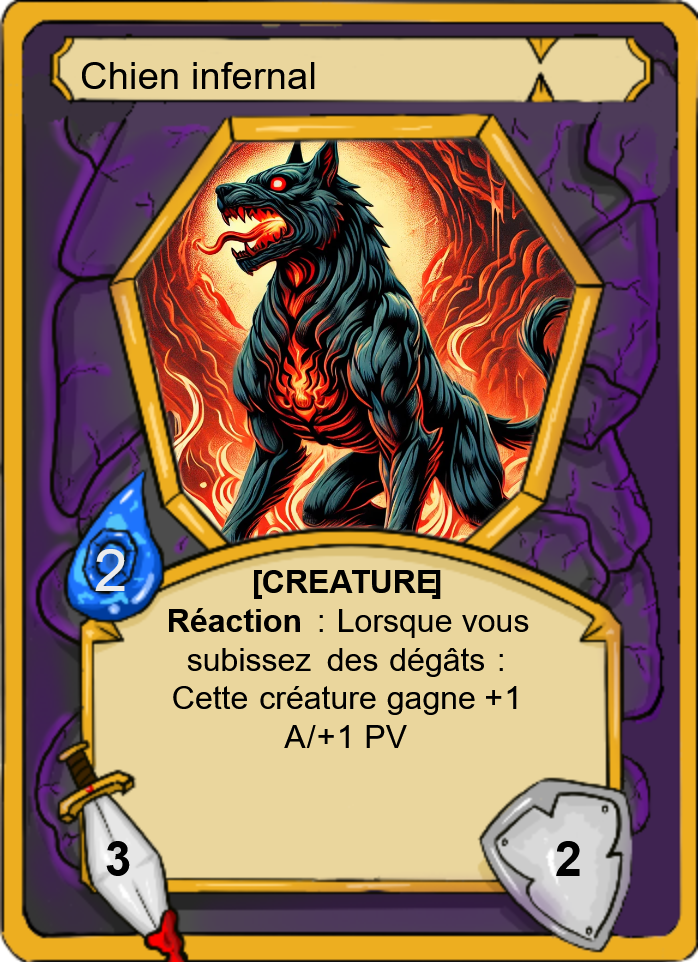 Chien infernal
2
[CREATURE]
Réaction : Lorsque vous
subissez des dégâts :
Cette créature gagne +1
A/+1 PV
3
2